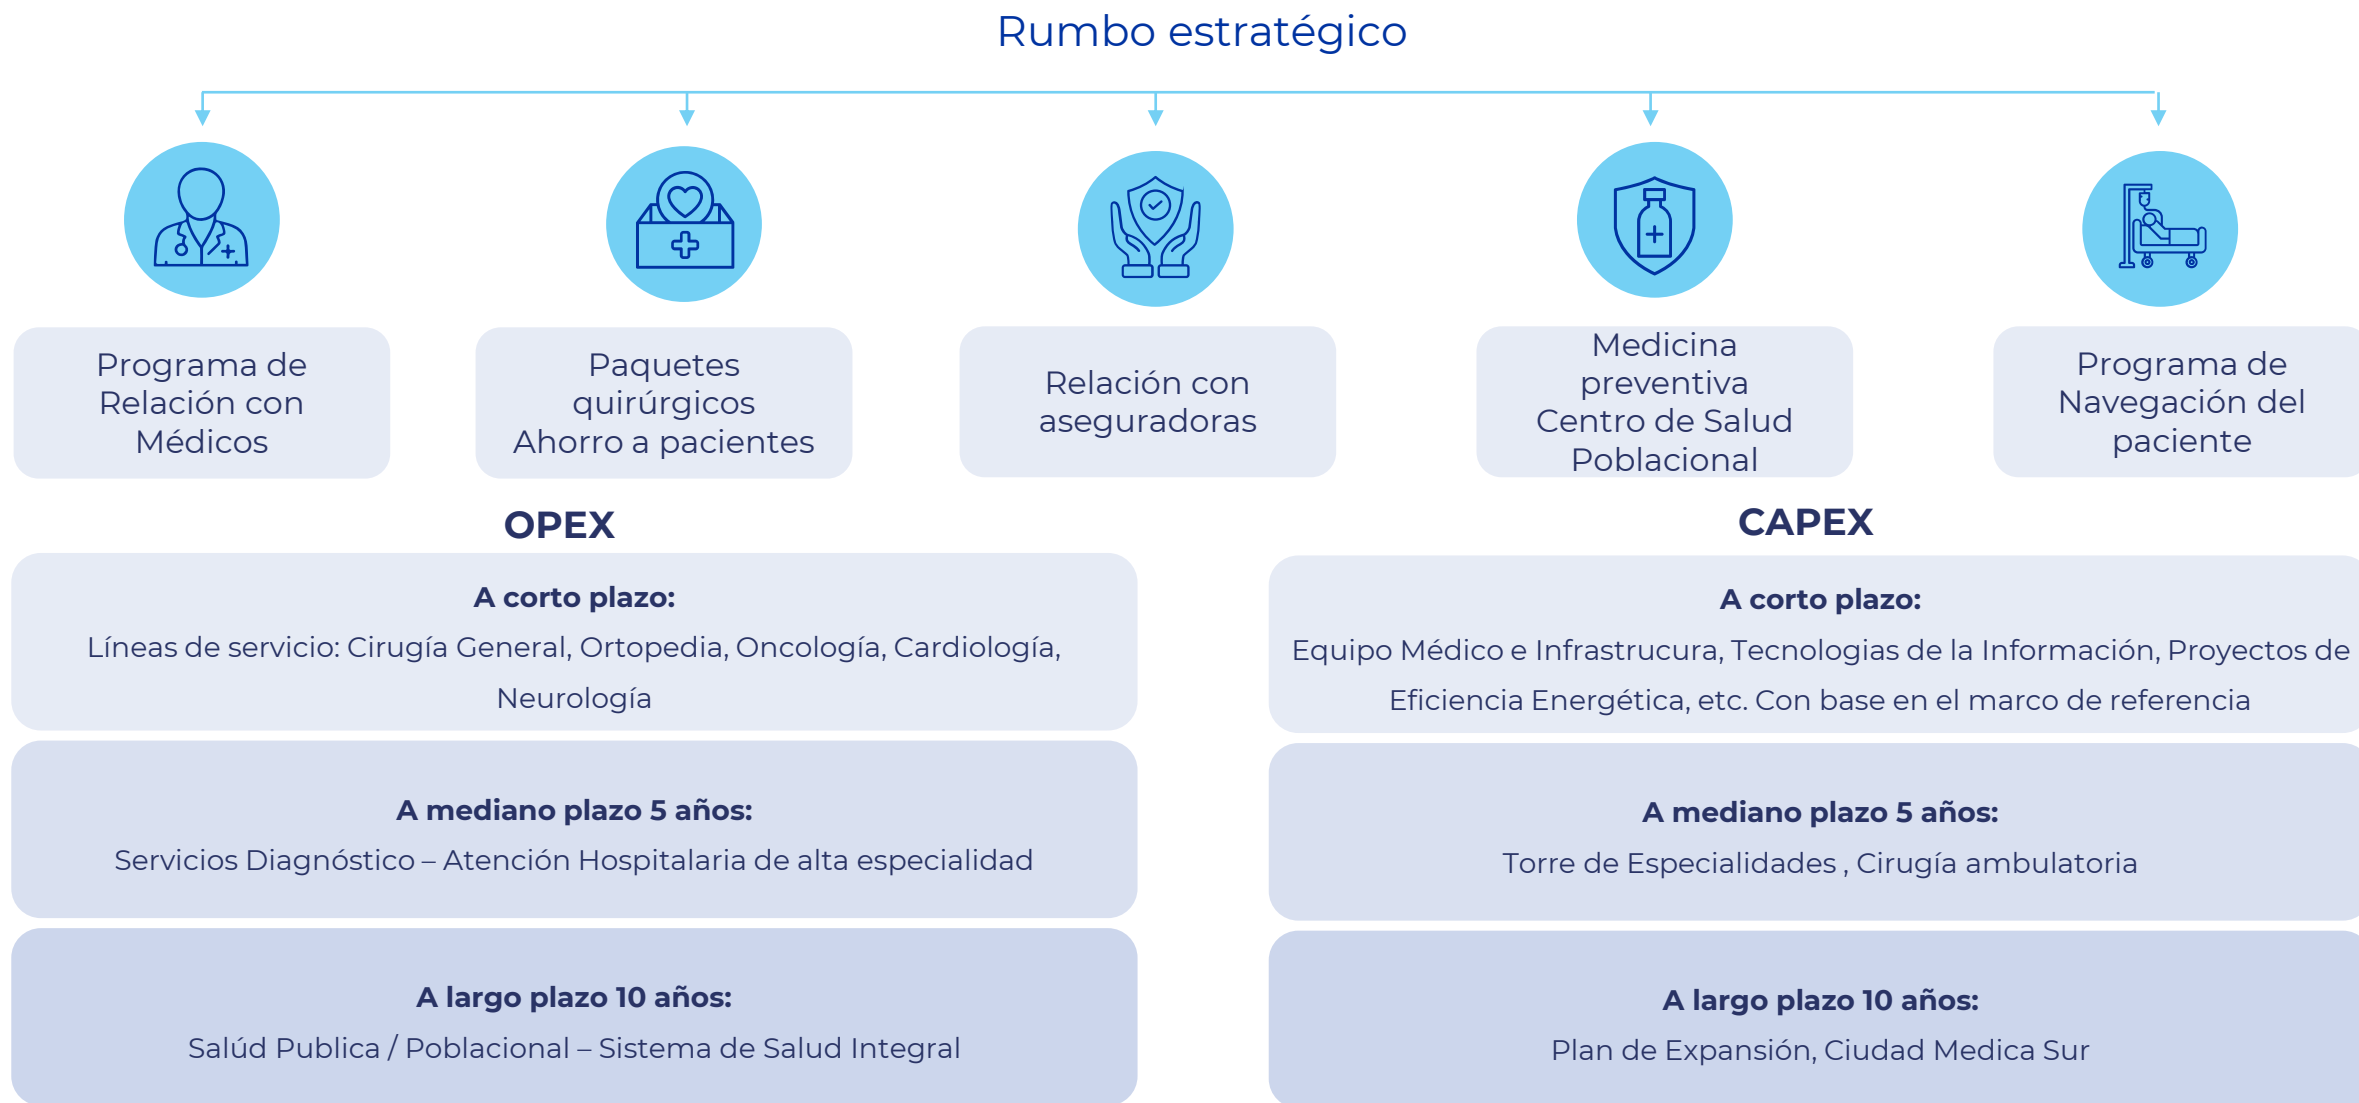 Rumbo estratégico
Programa de
Relación con
Médicos
Paquetes
quirúrgicos
Ahorro a pacientes
Relación con
aseguradoras
Medicina
preventiva
Centro de Salud
Poblacional
Programa de
Navegación del
paciente
OPEX
A corto plazo:
Líneas de servicio: Cirugía General, Ortopedia, Oncología, Cardiología,
Neurología
A mediano plazo 5 años:
Servicios Diagnóstico – Atención Hospitalaria de alta especialidad
A largo plazo 10 años:
Salúd Publica / Poblacional – Sistema de Salud Integral
CAPEX
A corto plazo:
Equipo Médico e Infrastrucura, Tecnologias de la Información, Proyectos de
Eficiencia Energética, etc. Con base en el marco de referencia
A mediano plazo 5 años:
Torre de Especialidades , Cirugía ambulatoria
A largo plazo 10 años:
Plan de Expansión, Ciudad Medica Sur